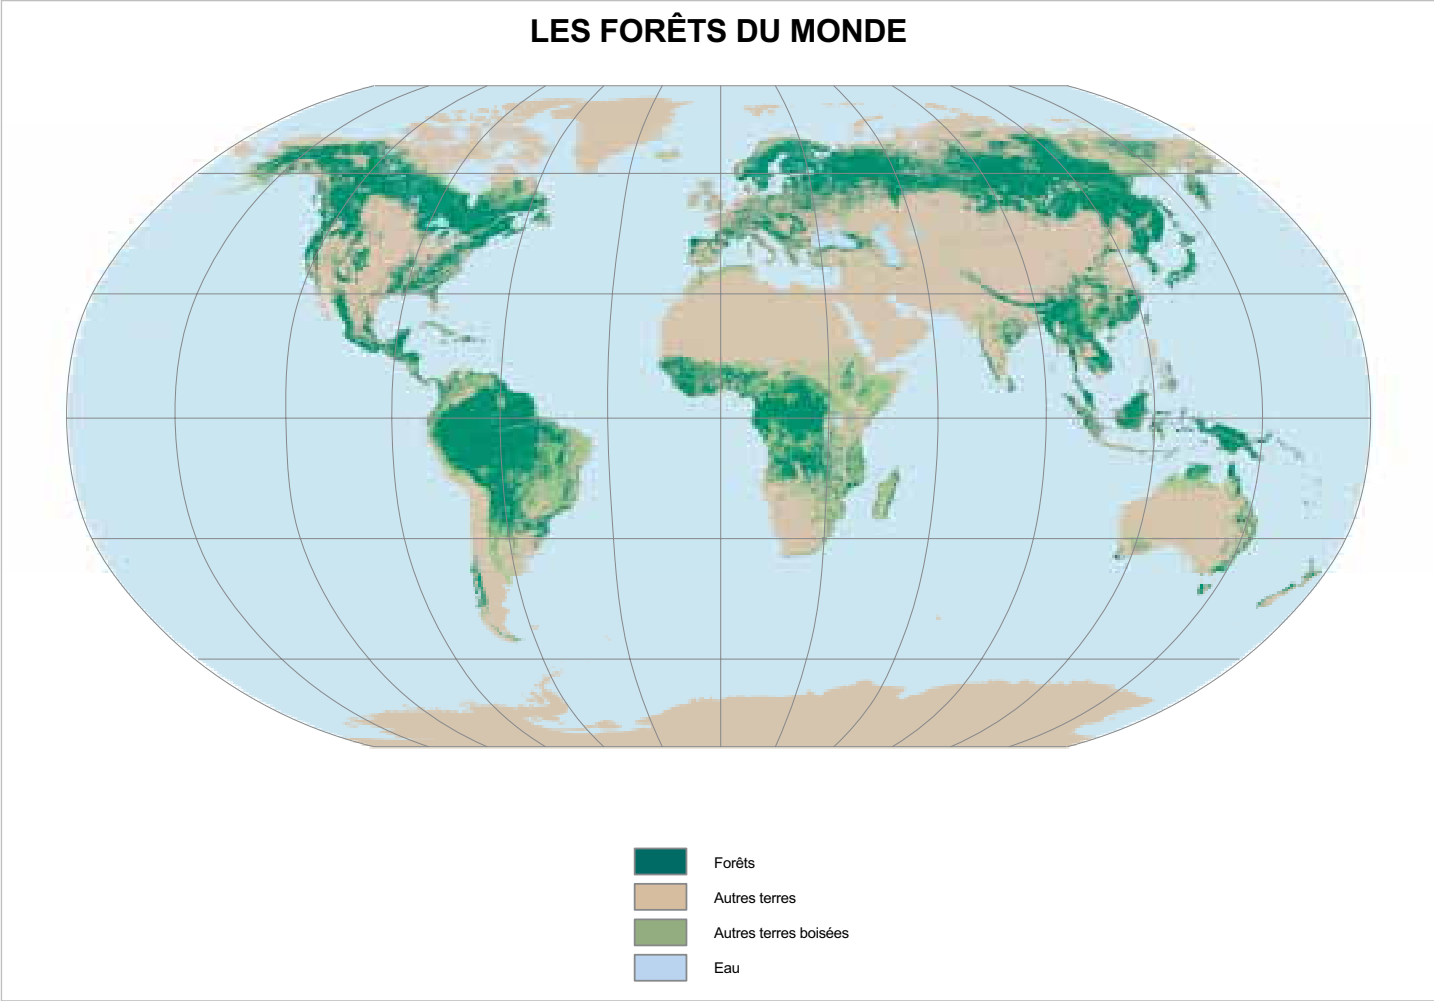 LES FORÊTS DU MONDE
Forêts
Autres terres
Autres terres boisées
Eau